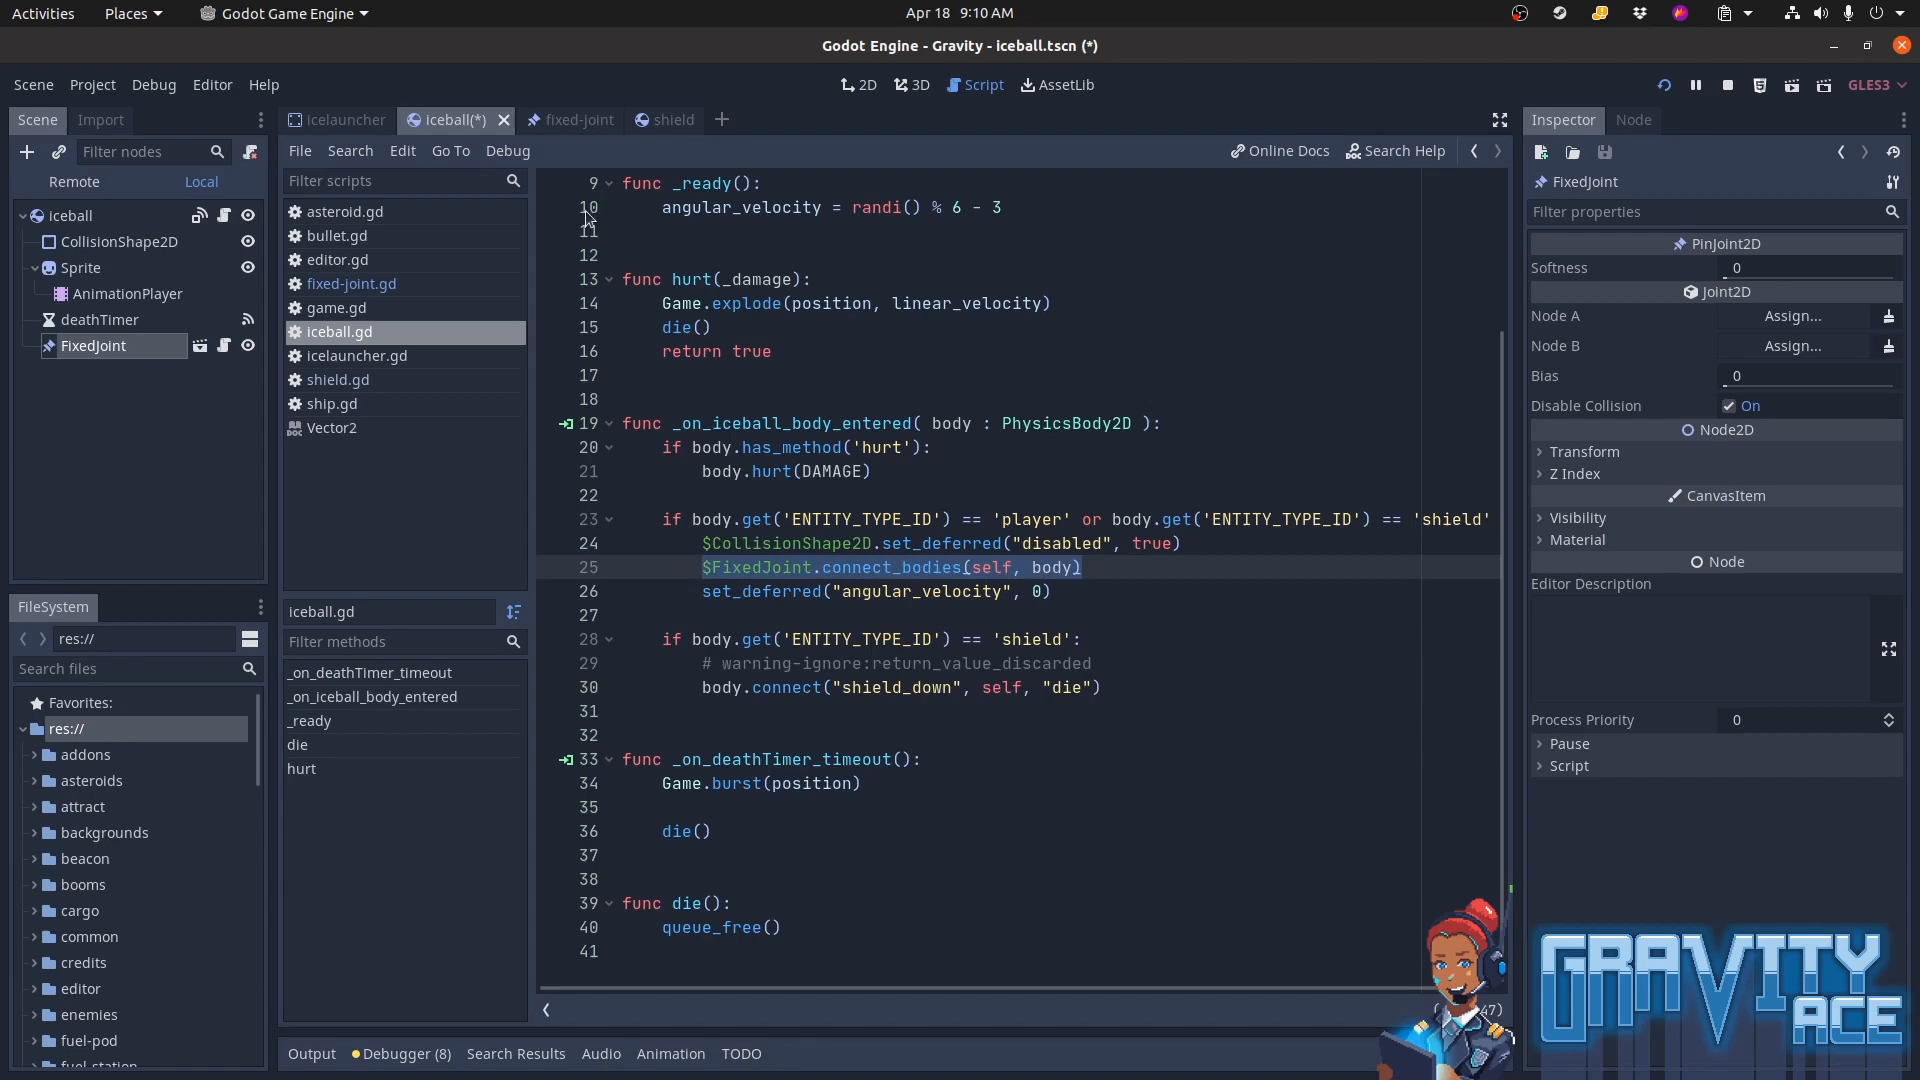 Activities
Places
Godot Game Engine
Apr 18 9:10 AM
Godot Engine - Gravity - iceball.tscn (*)
Scene Project Debug Editor Help
2D 3D Script AssetLib
GLES3
Scene Import
Filter nodes
Remote Local
iceball
CollisionShape2D
Sprite
AnimationPlayer
deathTimer
FixedJoint
FileSystem
res://
Search files
Favorites:
res://
addons
asteroids
attract
backgrounds
beacon
booms
cargo
common
credits
editor
enemies
fuel-pod
fuel-station
icelauncher iceball(*) fixed-joint shield
File Search Edit Go To Debug
Online Docs Search Help
Filter scripts
asteroid.gd
bullet.gd
editor.gd
fixed-joint.gd
game.gd
iceball.gd
icelauncher.gd
shield.gd
ship.gd
Vector2
iceball.gd
Filter methods
_on_deathTimer_timeout
_on_iceball_body_entered
_ready
die
hurt
9 func _ready():
10 angular_velocity = randi() % 6 - 3
11
12
13 func hurt(_damage):
14 Game.explode(position, linear_velocity)
15 die()
16 return true
17
18
19 func _on_iceball_body_entered( body : PhysicsBody2D ):
20 if body.has_method('hurt'):
21 body.hurt(DAMAGE)
22
23 if body.get('ENTITY_TYPE_ID') == 'player' or body.get('ENTITY_TYPE_ID') == 'shield'
24 $CollisionShape2D.set_deferred("disabled", true)
25 $FixedJoint.connect_bodies(self, body)
26 set_deferred("angular_velocity", 0)
27
28 if body.get('ENTITY_TYPE_ID') == 'shield':
29 # warning-ignore:return_value_discarded
30 body.connect("shield_down", self, "die")
31
32
33 func _on_deathTimer_timeout():
34 Game.burst(position)
35
36 die()
37
38
39 func die():
40 queue_free()
41
47)
Output Debugger (8) Search Results Audio Animation TODO
Inspector Node
FixedJoint
Filter properties
PinJoint2D
Softness 0
Joint2D
Node A Assign...
Node B Assign...
Bias 0
Disable Collision On
Node2D
Transform
Z Index
CanvasItem
Visibility
Material
Node
Editor Description
Process Priority 0
Pause
Script
GRAVITY
ACE